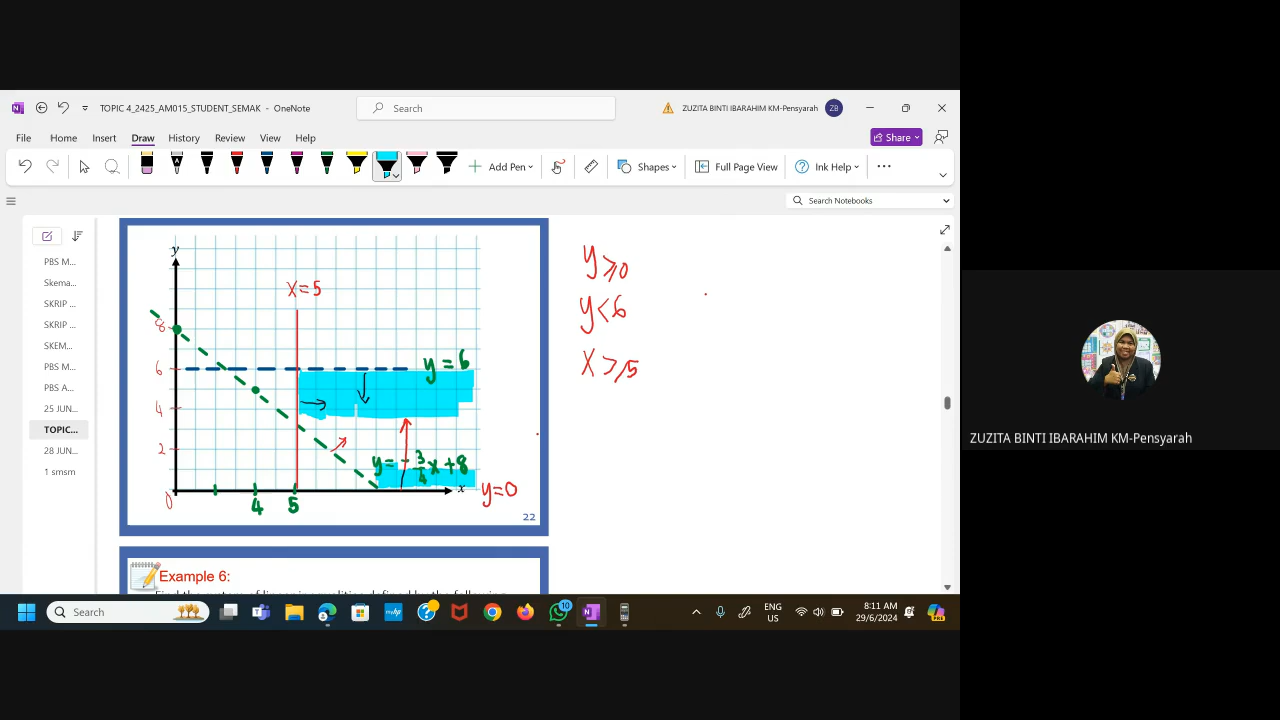 TOPIC 4_2425_AM015_STUDENT_SEMAK - OneNote
Search
ZUZITA BINTI IBARAHIM KM-Pensyarah
ZB
File Home Insert Draw History Review View Help
Share
Add Pen
Shapes
Full Page View
Ink Help
Search Notebooks
PBS M...
Skema...
SKRIP ...
SKRIP ...
SKEM...
PBS M...
PBS A...
25 JUN...
TOPIC...
28 JUN...
1 smsm
y
x = 5
8
6
y = 6
4
2
y = -3/4x + 8
x
y=0
0
4
5
22
y ≥ 0
y < 6
x ≥ 5
Example 6:
ZUZITA BINTI IBARAHIM KM-Pensyarah
Search
10
ENG
US
8:11 AM
29/6/2024